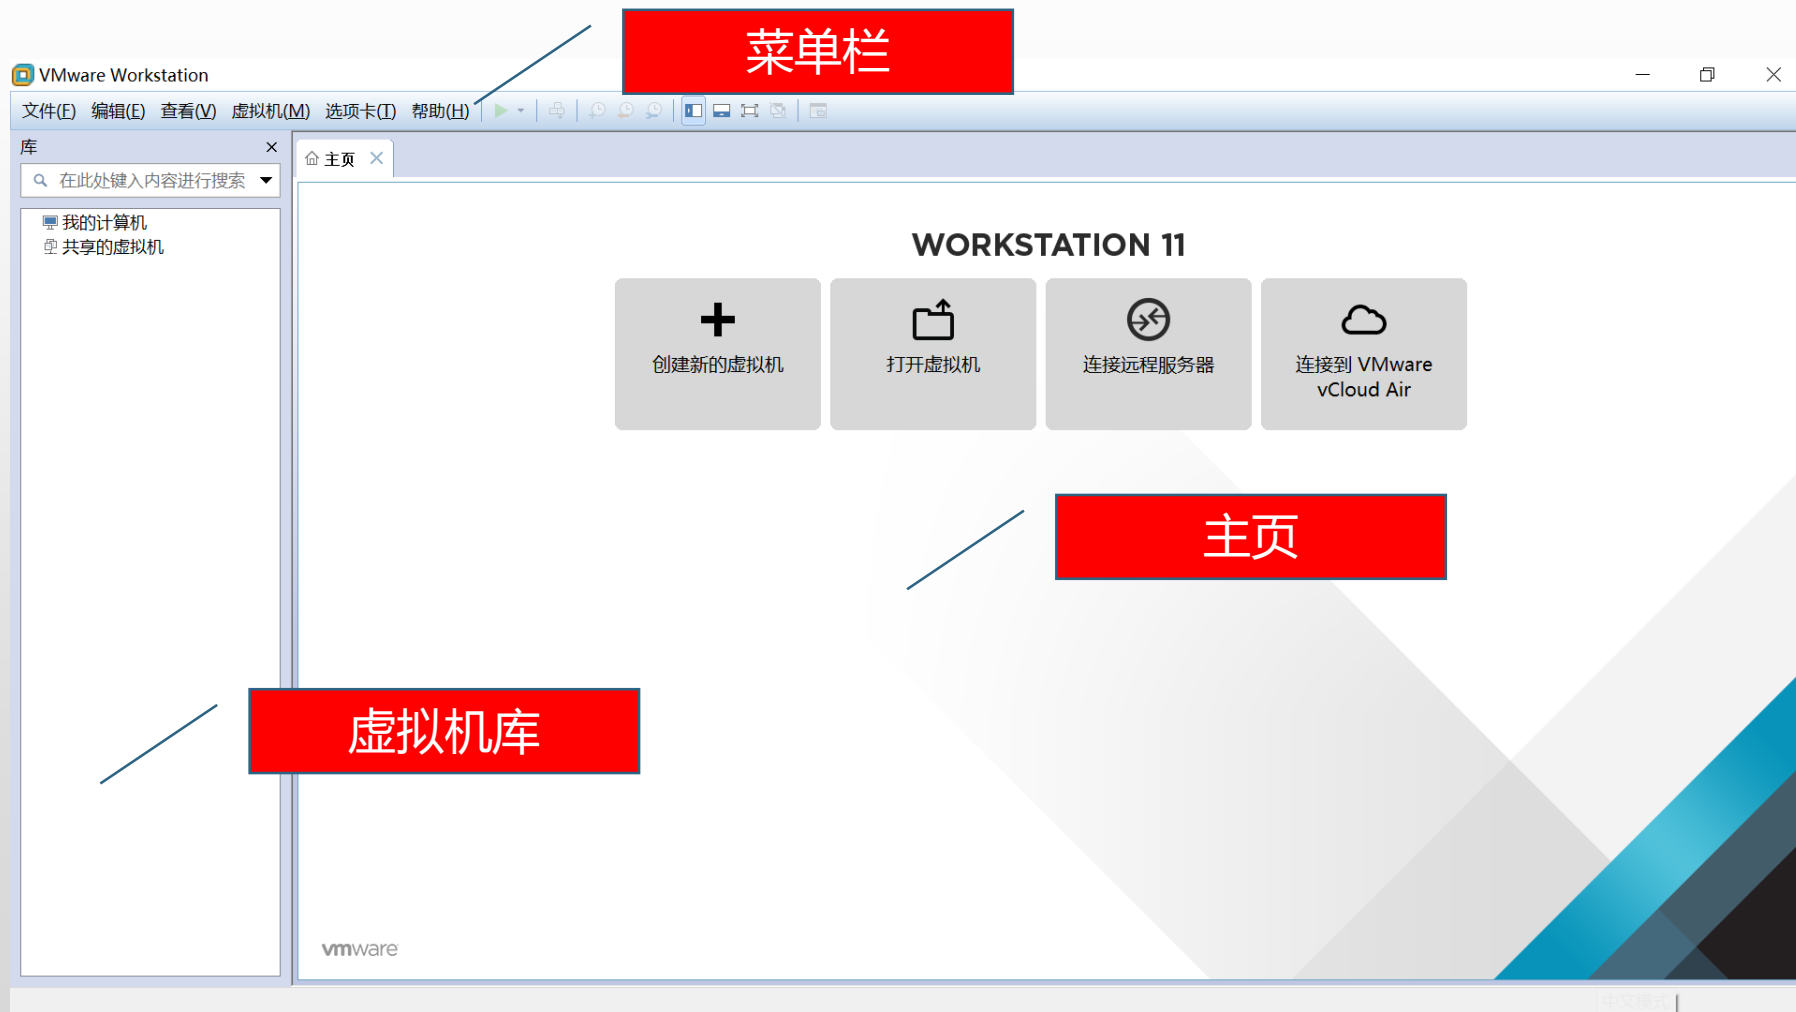 菜单栏
VMware Workstation
文件(F) 编辑(E) 查看(V) 虚拟机(M) 选项卡(T) 帮助(H)
库
主页
在此处键入内容进行搜索
我的计算机
共享的虚拟机
WORKSTATION 11
创建新的虚拟机
打开虚拟机
连接远程服务器
连接到 VMware
vCloud Air
主页
虚拟机库
vmware
中文模式